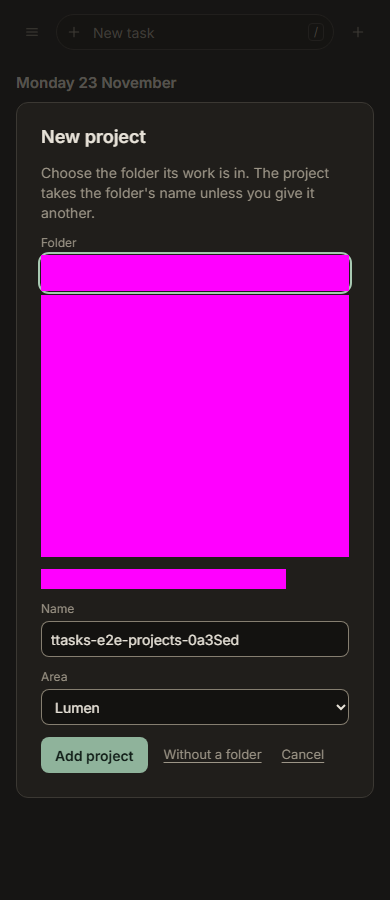 New task
/
Monday 23 November
New project
Choose the folder its work is in. The project
takes the folder's name unless you give it
another.
Folder
Name
ttasks-e2e-projects-0a3Sed
Area
Lumen
Add project
Without a folder
Cancel